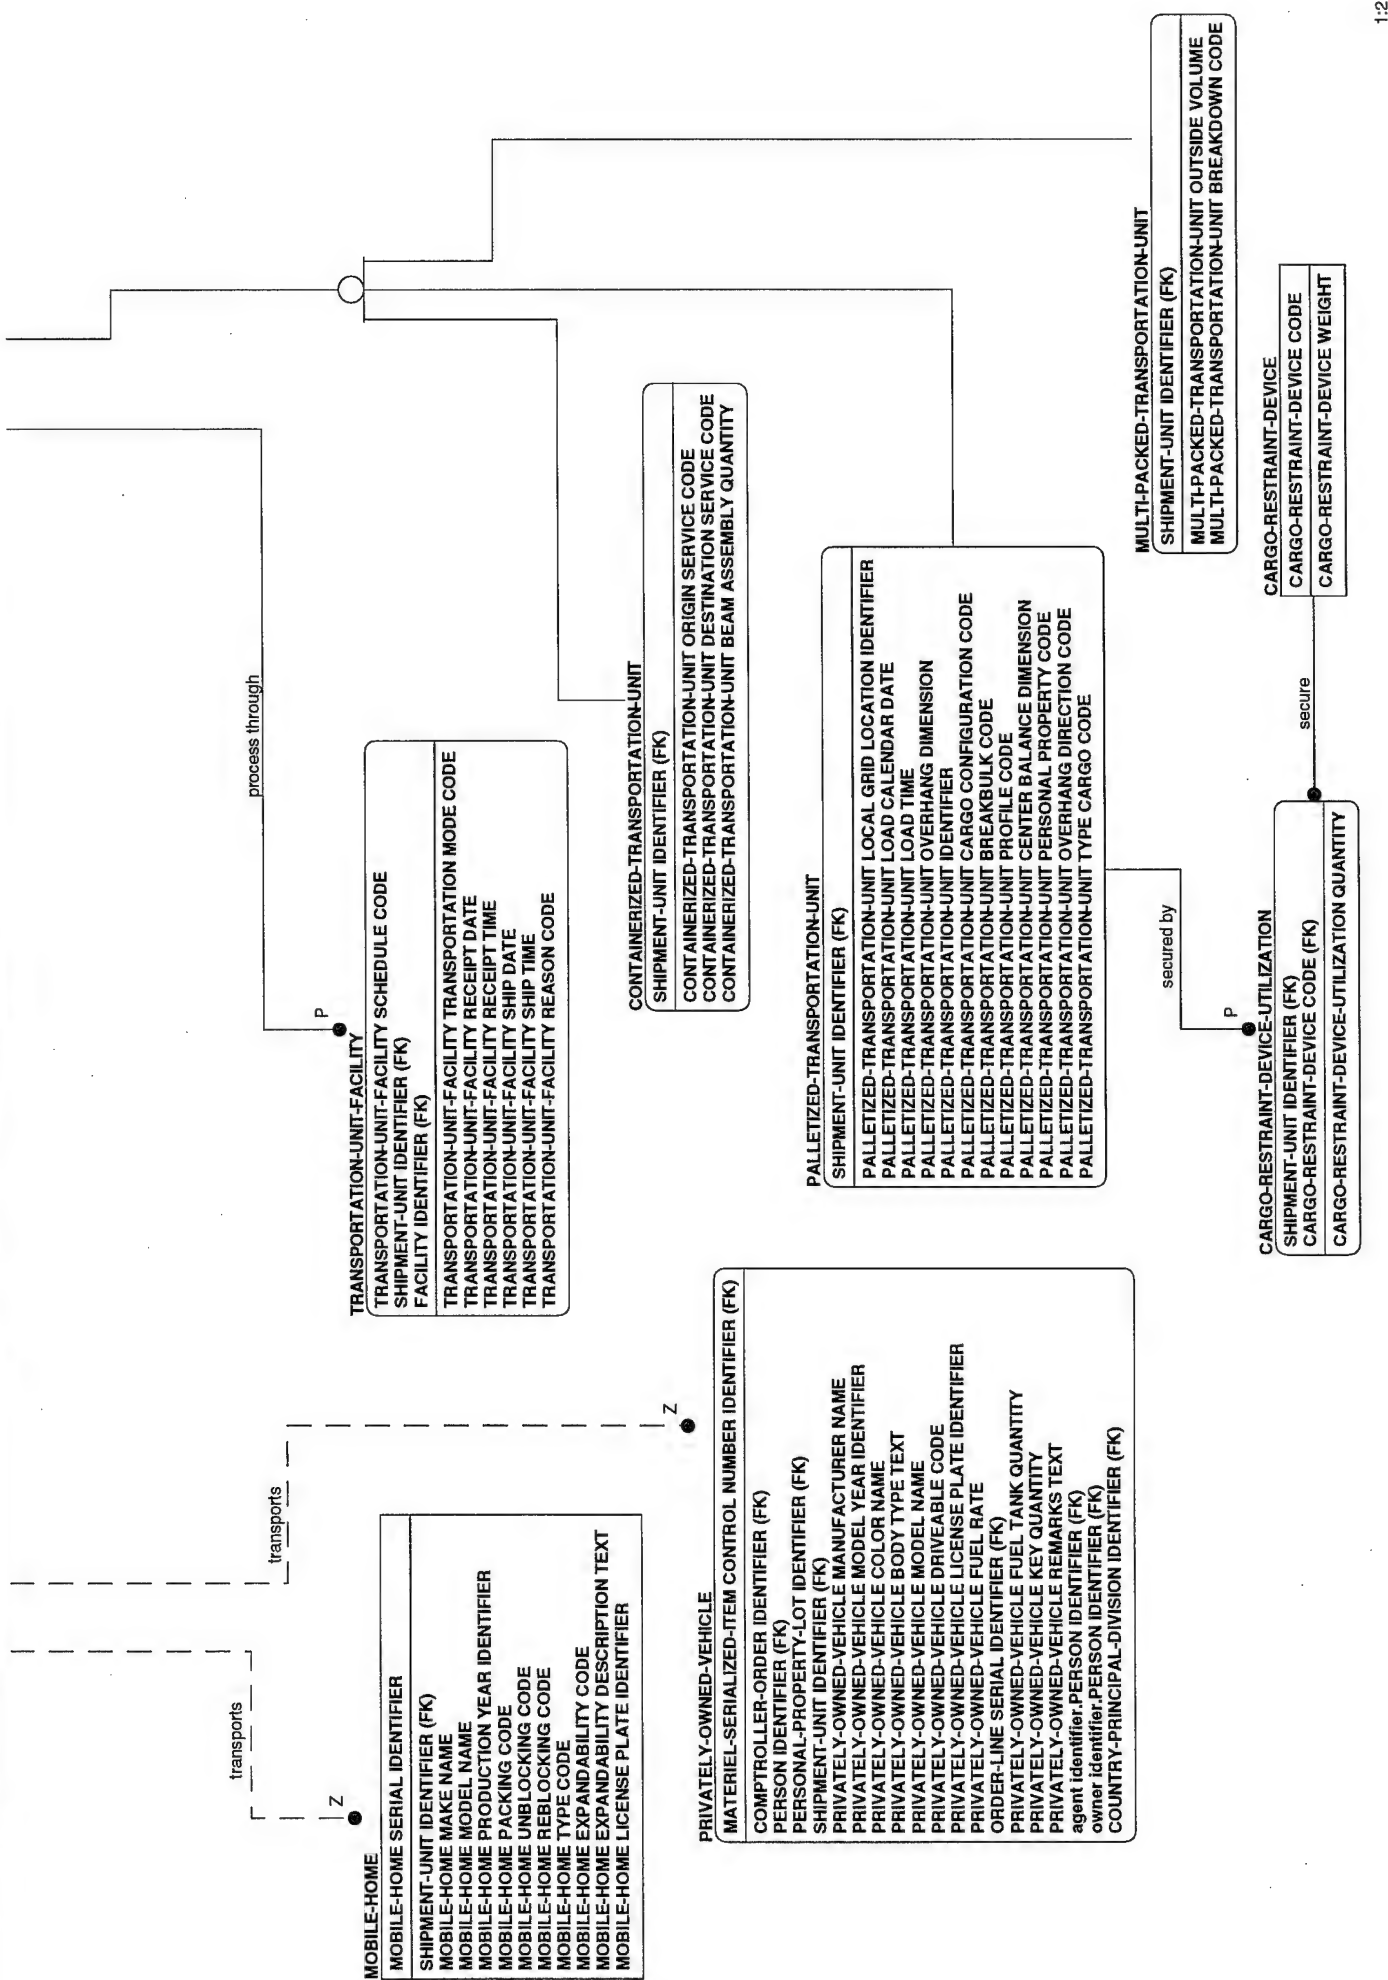 transports
Z
MOBILE-HOME
MOBILE-HOME SERIAL IDENTIFIER
SHIPMENT-UNIT IDENTIFIER (FK)
MOBILE-HOME MAKE NAME
MOBILE-HOME MODEL NAME
MOBILE-HOME PRODUCTION YEAR IDENTIFIER
MOBILE-HOME PACKING CODE
MOBILE-HOME UNBLOCKING CODE
MOBILE-HOME REBLOCKING CODE
MOBILE-HOME TYPE CODE
MOBILE-HOME EXPANDABILITY CODE
MOBILE-HOME EXPANDABILITY DESCRIPTION TEXT
MOBILE-HOME LICENSE PLATE IDENTIFIER
transports
Z
PRIVATELY-OWNED-VEHICLE
MATERIEL-SERIALIZED-ITEM CONTROL NUMBER IDENTIFIER (FK)
COMPTROLLER-ORDER IDENTIFIER (FK)
PERSON IDENTIFIER (FK)
PERSONAL-PROPERTY-LOT IDENTIFIER (FK)
SHIPMENT-UNIT IDENTIFIER (FK)
PRIVATELY-OWNED-VEHICLE MANUFACTURER NAME
PRIVATELY-OWNED-VEHICLE MODEL YEAR IDENTIFIER
PRIVATELY-OWNED-VEHICLE COLOR NAME
PRIVATELY-OWNED-VEHICLE BODY TYPE TEXT
PRIVATELY-OWNED-VEHICLE MODEL NAME
PRIVATELY-OWNED-VEHICLE DRIVEABLE CODE
PRIVATELY-OWNED-VEHICLE LICENSE PLATE IDENTIFIER
PRIVATELY-OWNED-VEHICLE FUEL RATE
ORDER-LINE SERIAL IDENTIFIER (FK)
PRIVATELY-OWNED-VEHICLE FUEL TANK QUANTITY
PRIVATELY-OWNED-VEHICLE KEY QUANTITY
PRIVATELY-OWNED-VEHICLE REMARKS TEXT
agent identifier.PERSON IDENTIFIER (FK)
owner identifier.PERSON IDENTIFIER (FK)
COUNTRY-PRINCIPAL-DIVISION IDENTIFIER (FK)
process through
P
TRANSPORTATION-UNIT-FACILITY
TRANSPORTATION-UNIT-FACILITY SCHEDULE CODE
SHIPMENT-UNIT IDENTIFIER (FK)
FACILITY IDENTIFIER (FK)
TRANSPORTATION-UNIT-FACILITY TRANSPORTATION MODE CODE
TRANSPORTATION-UNIT-FACILITY RECEIPT DATE
TRANSPORTATION-UNIT-FACILITY RECEIPT TIME
TRANSPORTATION-UNIT-FACILITY SHIP DATE
TRANSPORTATION-UNIT-FACILITY SHIP TIME
TRANSPORTATION-UNIT-FACILITY REASON CODE
CONTAINERIZED-TRANSPORTATION-UNIT
SHIPMENT-UNIT IDENTIFIER (FK)
CONTAINERIZED-TRANSPORTATION-UNIT ORIGIN SERVICE CODE
CONTAINERIZED-TRANSPORTATION-UNIT DESTINATION SERVICE CODE
CONTAINERIZED-TRANSPORTATION-UNIT BEAM ASSEMBLY QUANTITY
PALLETIZED-TRANSPORTATION-UNIT
SHIPMENT-UNIT IDENTIFIER (FK)
PALLETIZED-TRANSPORTATION-UNIT LOCAL GRID LOCATION IDENTIFIER
PALLETIZED-TRANSPORTATION-UNIT LOAD CALENDAR DATE
PALLETIZED-TRANSPORTATION-UNIT LOAD TIME
PALLETIZED-TRANSPORTATION-UNIT OVERHANG DIMENSION
PALLETIZED-TRANSPORTATION-UNIT IDENTIFIER
PALLETIZED-TRANSPORTATION-UNIT CARGO CONFIGURATION CODE
PALLETIZED-TRANSPORTATION-UNIT BREAKBULK CODE
PALLETIZED-TRANSPORTATION-UNIT PROFILE CODE
PALLETIZED-TRANSPORTATION-UNIT CENTER BALANCE DIMENSION
PALLETIZED-TRANSPORTATION-UNIT PERSONAL PROPERTY CODE
PALLETIZED-TRANSPORTATION-UNIT OVERHANG DIRECTION CODE
PALLETIZED-TRANSPORTATION-UNIT TYPE CARGO CODE
secured by
P
CARGO-RESTRAINT-DEVICE-UTILIZATION
SHIPMENT-UNIT IDENTIFIER (FK)
CARGO-RESTRAINT-DEVICE CODE (FK)
CARGO-RESTRAINT-DEVICE-UTILIZATION QUANTITY
secure
MULTI-PACKED-TRANSPORTATION-UNIT
SHIPMENT-UNIT IDENTIFIER (FK)
MULTI-PACKED-TRANSPORTATION-UNIT OUTSIDE VOLUME
MULTI-PACKED-TRANSPORTATION-UNIT BREAKDOWN CODE
CARGO-RESTRAINT-DEVICE
CARGO-RESTRAINT-DEVICE CODE
CARGO-RESTRAINT-DEVICE WEIGHT
1:2